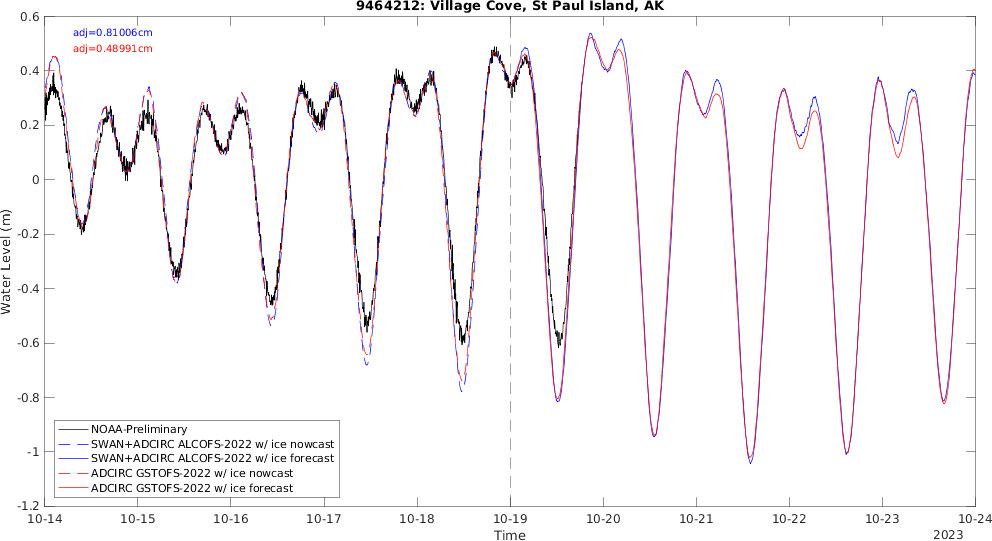 9464212: Village Cove, St Paul Island, AK
adj=0.81006cm
adj=0.48991cm
0.6
0.4
0.2
0
-0.2
-0.4
-0.6
-0.8
-1
-1.2
Water Level (m)
NOAA-Preliminary
SWAN+ADCIRC ALCOFS-2022 w/ ice nowcast
SWAN+ADCIRC ALCOFS-2022 w/ ice forecast
ADCIRC GSTOFS-2022 w/ ice nowcast
ADCIRC GSTOFS-2022 w/ ice forecast
10-14 10-15 10-16 10-17 10-18 10-19 10-20 10-21 10-22 10-23 10-24
Time
2023